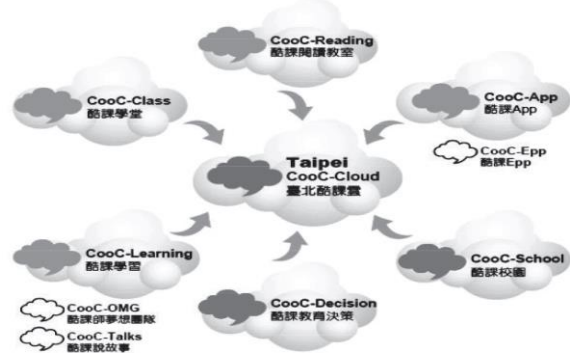 CooC-Reading
酷課閱讀教室
CooC-Class
酷課學堂
CooC-App
酷課App
CooC-Epp
酷課Epp
Taipei
CooC-Cloud
臺北酷課雲
CooC-Learning
酷課學習
CooC-School
酷課校園
CooC-OMG
酷課師夢想團隊
CooC-Talks
酷課說故事
CooC-Decision
酷課教育決策